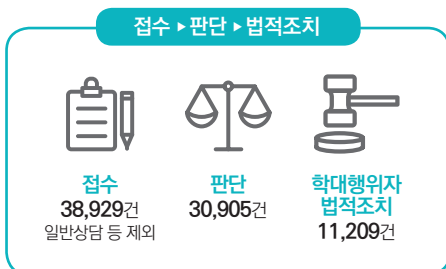 접수 ▶ 판단 ▶ 법적조치
접수
38,929건
일반상담 등 제외
판단
30,905건
학대행위자
법적조치
11,209건